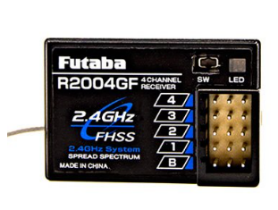 Futaba
R2004GF 4 CHANNEL
RECEIVER
SW LED
2.4GHz
FHSS
2.4GHz System
SPREAD SPECTRUM
MADE IN CHINA
4
3
2
1
B